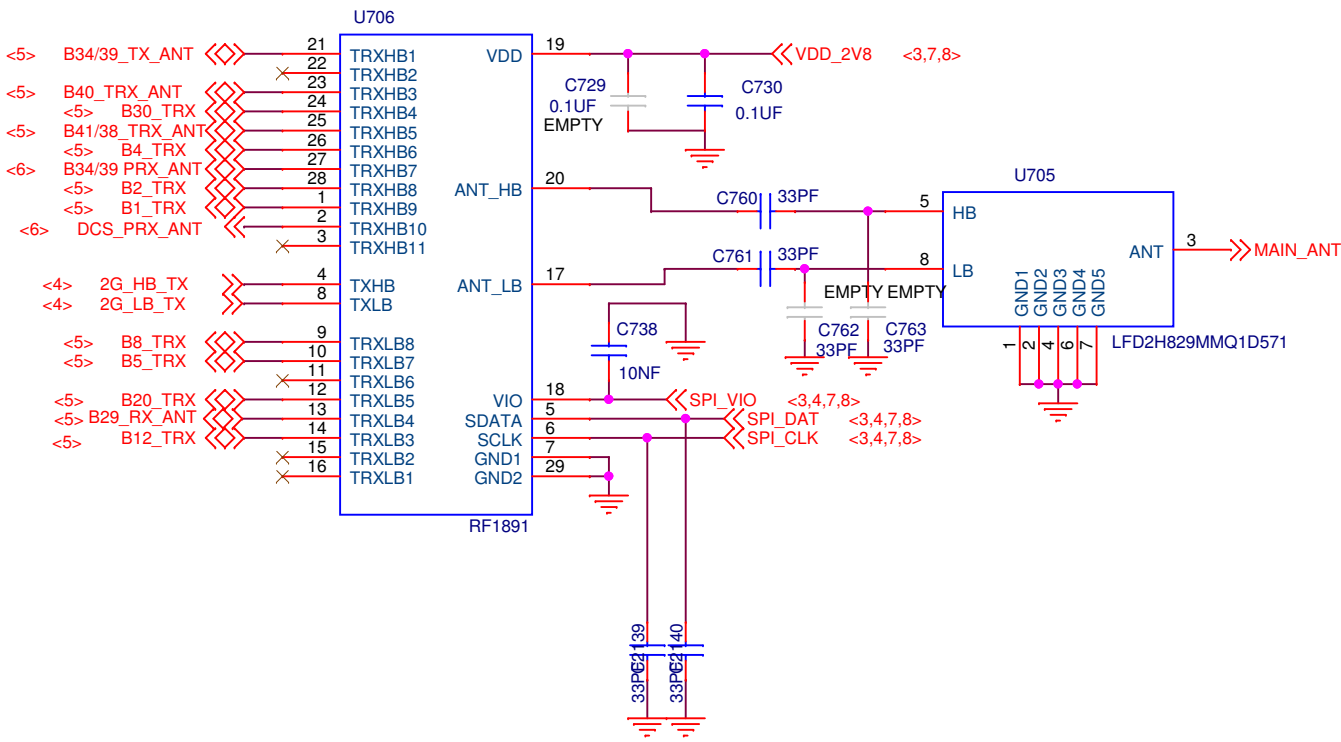 U706
<5> B34/39_TX_ANT 21 TRXHB1
22 TRXHB2
<5> B40_TRX_ANT 23 TRXHB3
<5> B30_TRX 24 TRXHB4
<5> B41/38_TRX_ANT 25 TRXHB5
<5> B4_TRX 26 TRXHB6
<6> B34/39 PRX_ANT 27 TRXHB7
<5> B2_TRX 28 TRXHB8
<5> B1_TRX 1 TRXHB9
<6> DCS_PRX_ANT 2 TRXHB10
3 TRXHB11
<4> 2G_HB_TX 4 TXHB
<4> 2G_LB_TX 8 TXLB
<5> B8_TRX 9 TRXLB8
<5> B5_TRX 10 TRXLB7
11 TRXLB6
<5> B20_TRX 12 TRXLB5
<5> B29_RX_ANT 13 TRXLB4
<5> B12_TRX 14 TRXLB3
15 TRXLB2
16 TRXLB1
VDD 19 VDD_2V8 <3,7,8>
C729
0.1UF
EMPTY
C730
0.1UF
ANT_HB 20
C760 33PF
ANT_LB 17
C761 33PF
C738
10NF
EMPTY EMPTY
C762
33PF
C763
33PF
VIO 18 SPI_VIO <3,4,7,8>
SDATA 5 SPI_DAT <3,4,7,8>
SCLK 6 SPI_CLK <3,4,7,8>
GND1 7
GND2 29
RF1891
U705
5 HB
8 LB
ANT 3 MAIN_ANT
GND1 GND2 GND3 GND4 GND5
1 2 4 6 7
LFD2H829MMQ1D571
C2139
33PF
C2140
33PF